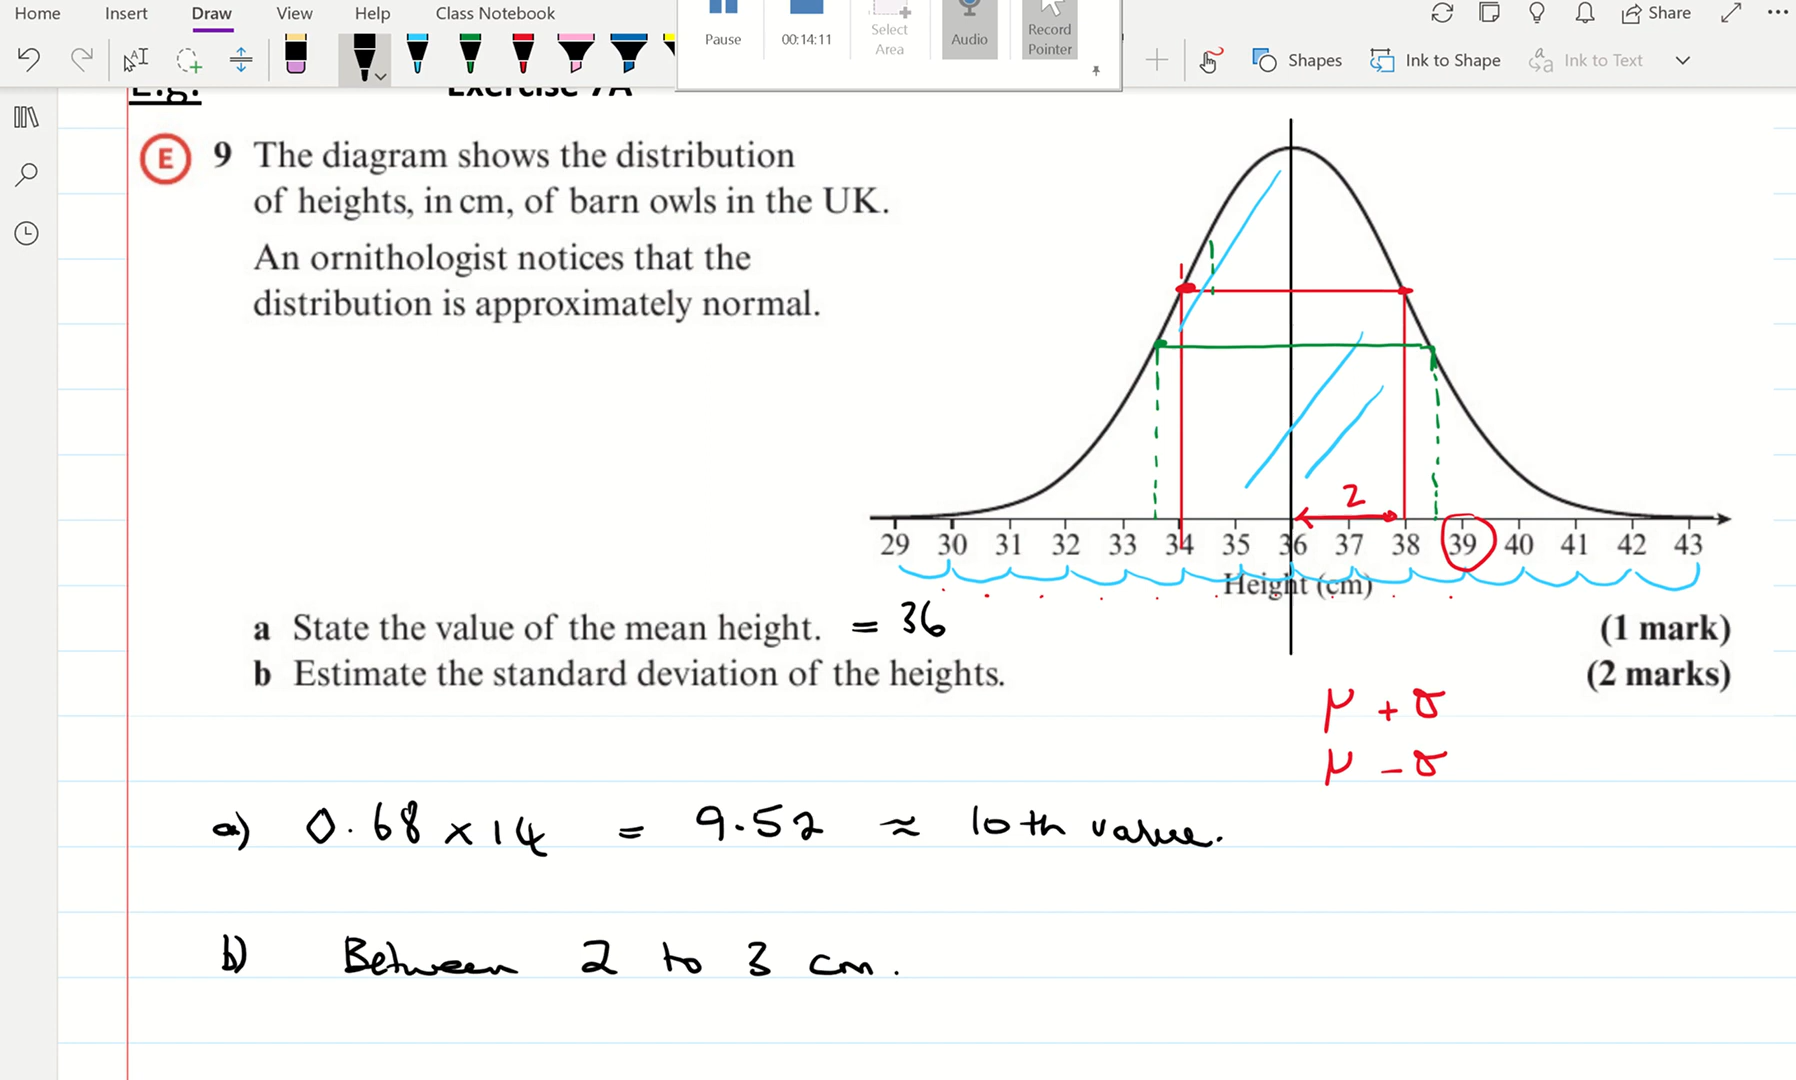 Home Insert Draw View Help Class Notebook
Share
Pause 00:14:11 Select Area Audio Record Pointer
Shapes Ink to Shape Ink to Text
E.g. Exercise 7A
E 9 The diagram shows the distribution
of heights, in cm, of barn owls in the UK.
An ornithologist notices that the
distribution is approximately normal.
2
29 30 31 32 33 34 35 36 37 38 39 40 41 42 43
Height (cm)
a State the value of the mean height. = 36 (1 mark)
b Estimate the standard deviation of the heights. (2 marks)
μ + σ
μ - σ
a) 0.68 × 14 = 9.52 ≈ 10th value.
b) Between 2 to 3 cm.